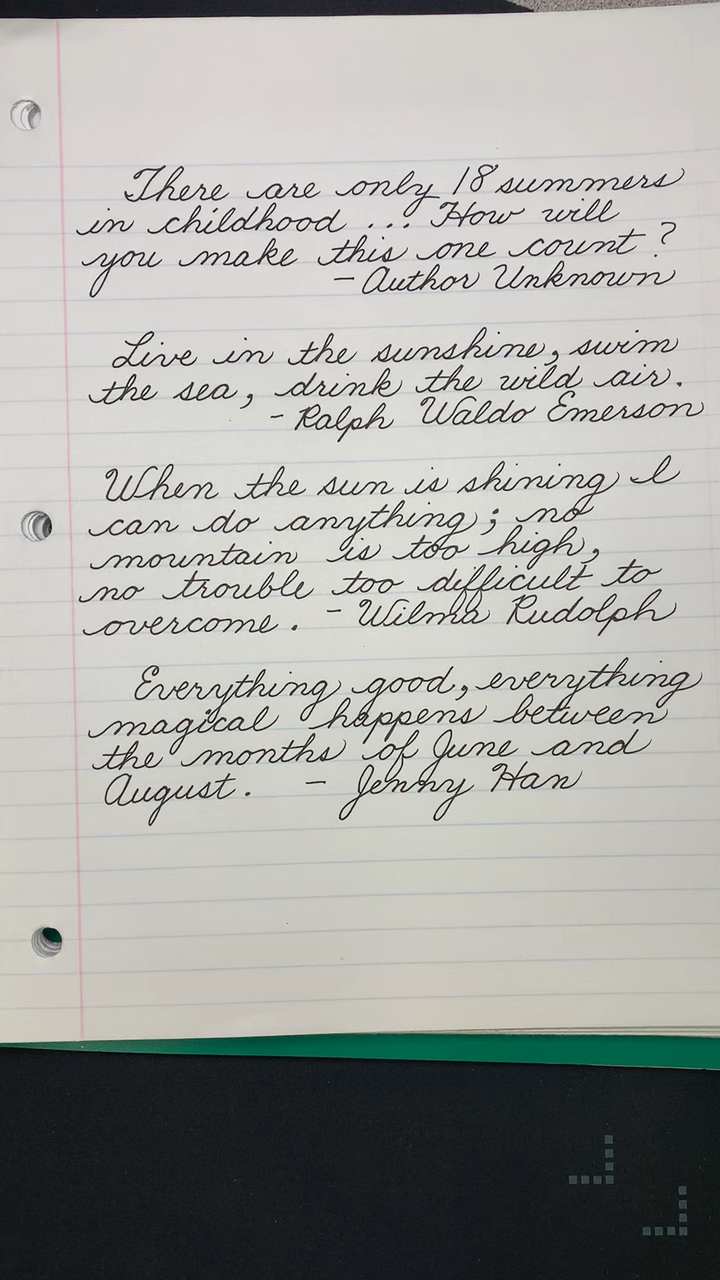 There are only 18 summers
in childhood ... How will
you make this one count?
- Author Unknown
Live in the sunshine, swim
the sea, drink the wild air.
- Ralph Waldo Emerson
When the sun is shining I
can do anything; no
mountain is too high,
no trouble too difficult to
overcome. - Wilma Rudolph
Everything good, everything
magical happens between
the months of June and
August. - Jenny Han